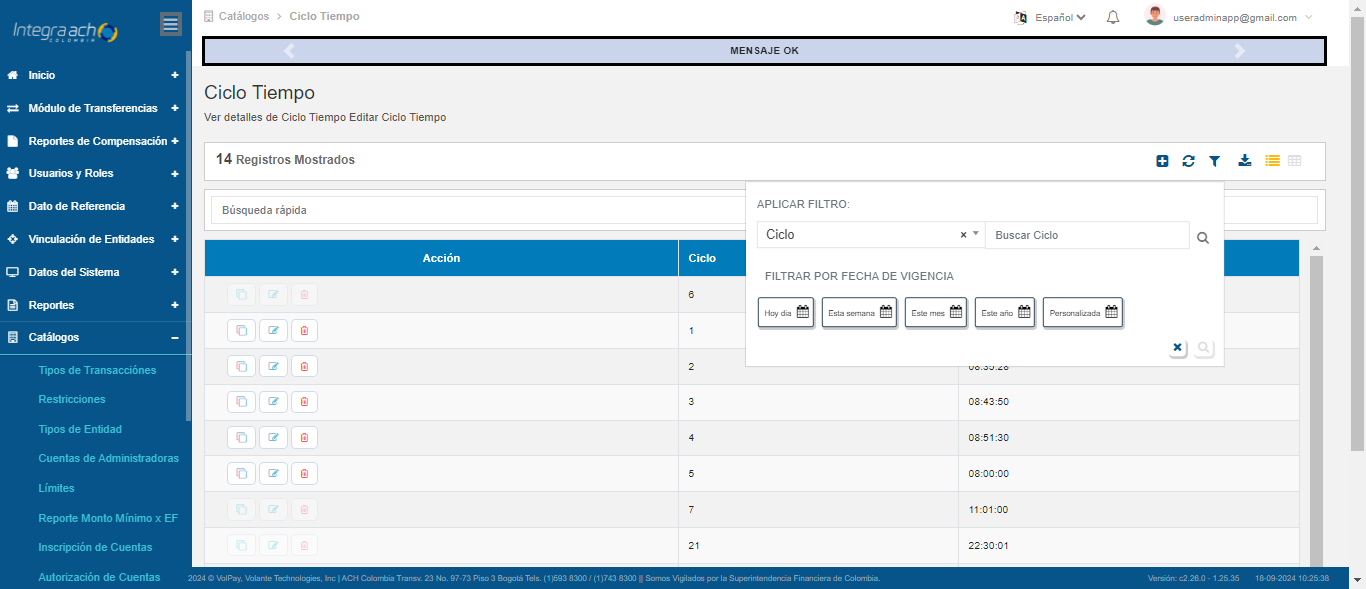 Integra ach
COLOMBIA
Catálogos > Ciclo Tiempo
Español
useradminapp@gmail.com
MENSAJE OK
Inicio +
Módulo de Transferencias +
Reportes de Compensación +
Usuarios y Roles +
Dato de Referencia +
Vinculación de Entidades +
Datos del Sistema +
Reportes +
Catálogos −
Tipos de Transacciónes
Restricciones
Tipos de Entidad
Cuentas de Administradoras
Límites
Reporte Monto Mínimo x EF
Inscripción de Cuentas
Autorización de Cuentas
Ciclo Tiempo
Ver detalles de Ciclo Tiempo Editar Ciclo Tiempo
14 Registros Mostrados
Búsqueda rápida
APLICAR FILTRO:
Ciclo × Buscar Ciclo
FILTRAR POR FECHA DE VIGENCIA
Hoy dia Esta semana Este mes Este año Personalizada
Acción Ciclo
6
1
2 08:35:28
3 08:43:50
4 08:51:30
5 08:00:00
7 11:01:00
21 22:30:01
2024 © VolPay, Volante Technologies, Inc | ACH Colombia Transv. 23 No. 97-73 Piso 3 Bogotá Tels. (1)593 8300 / (1)743 8300 || Somos Vigilados por la Superintendencia Financiera de Colombia. Versión: c2.26.0 - 1.25.35 18-09-2024 10:25:38